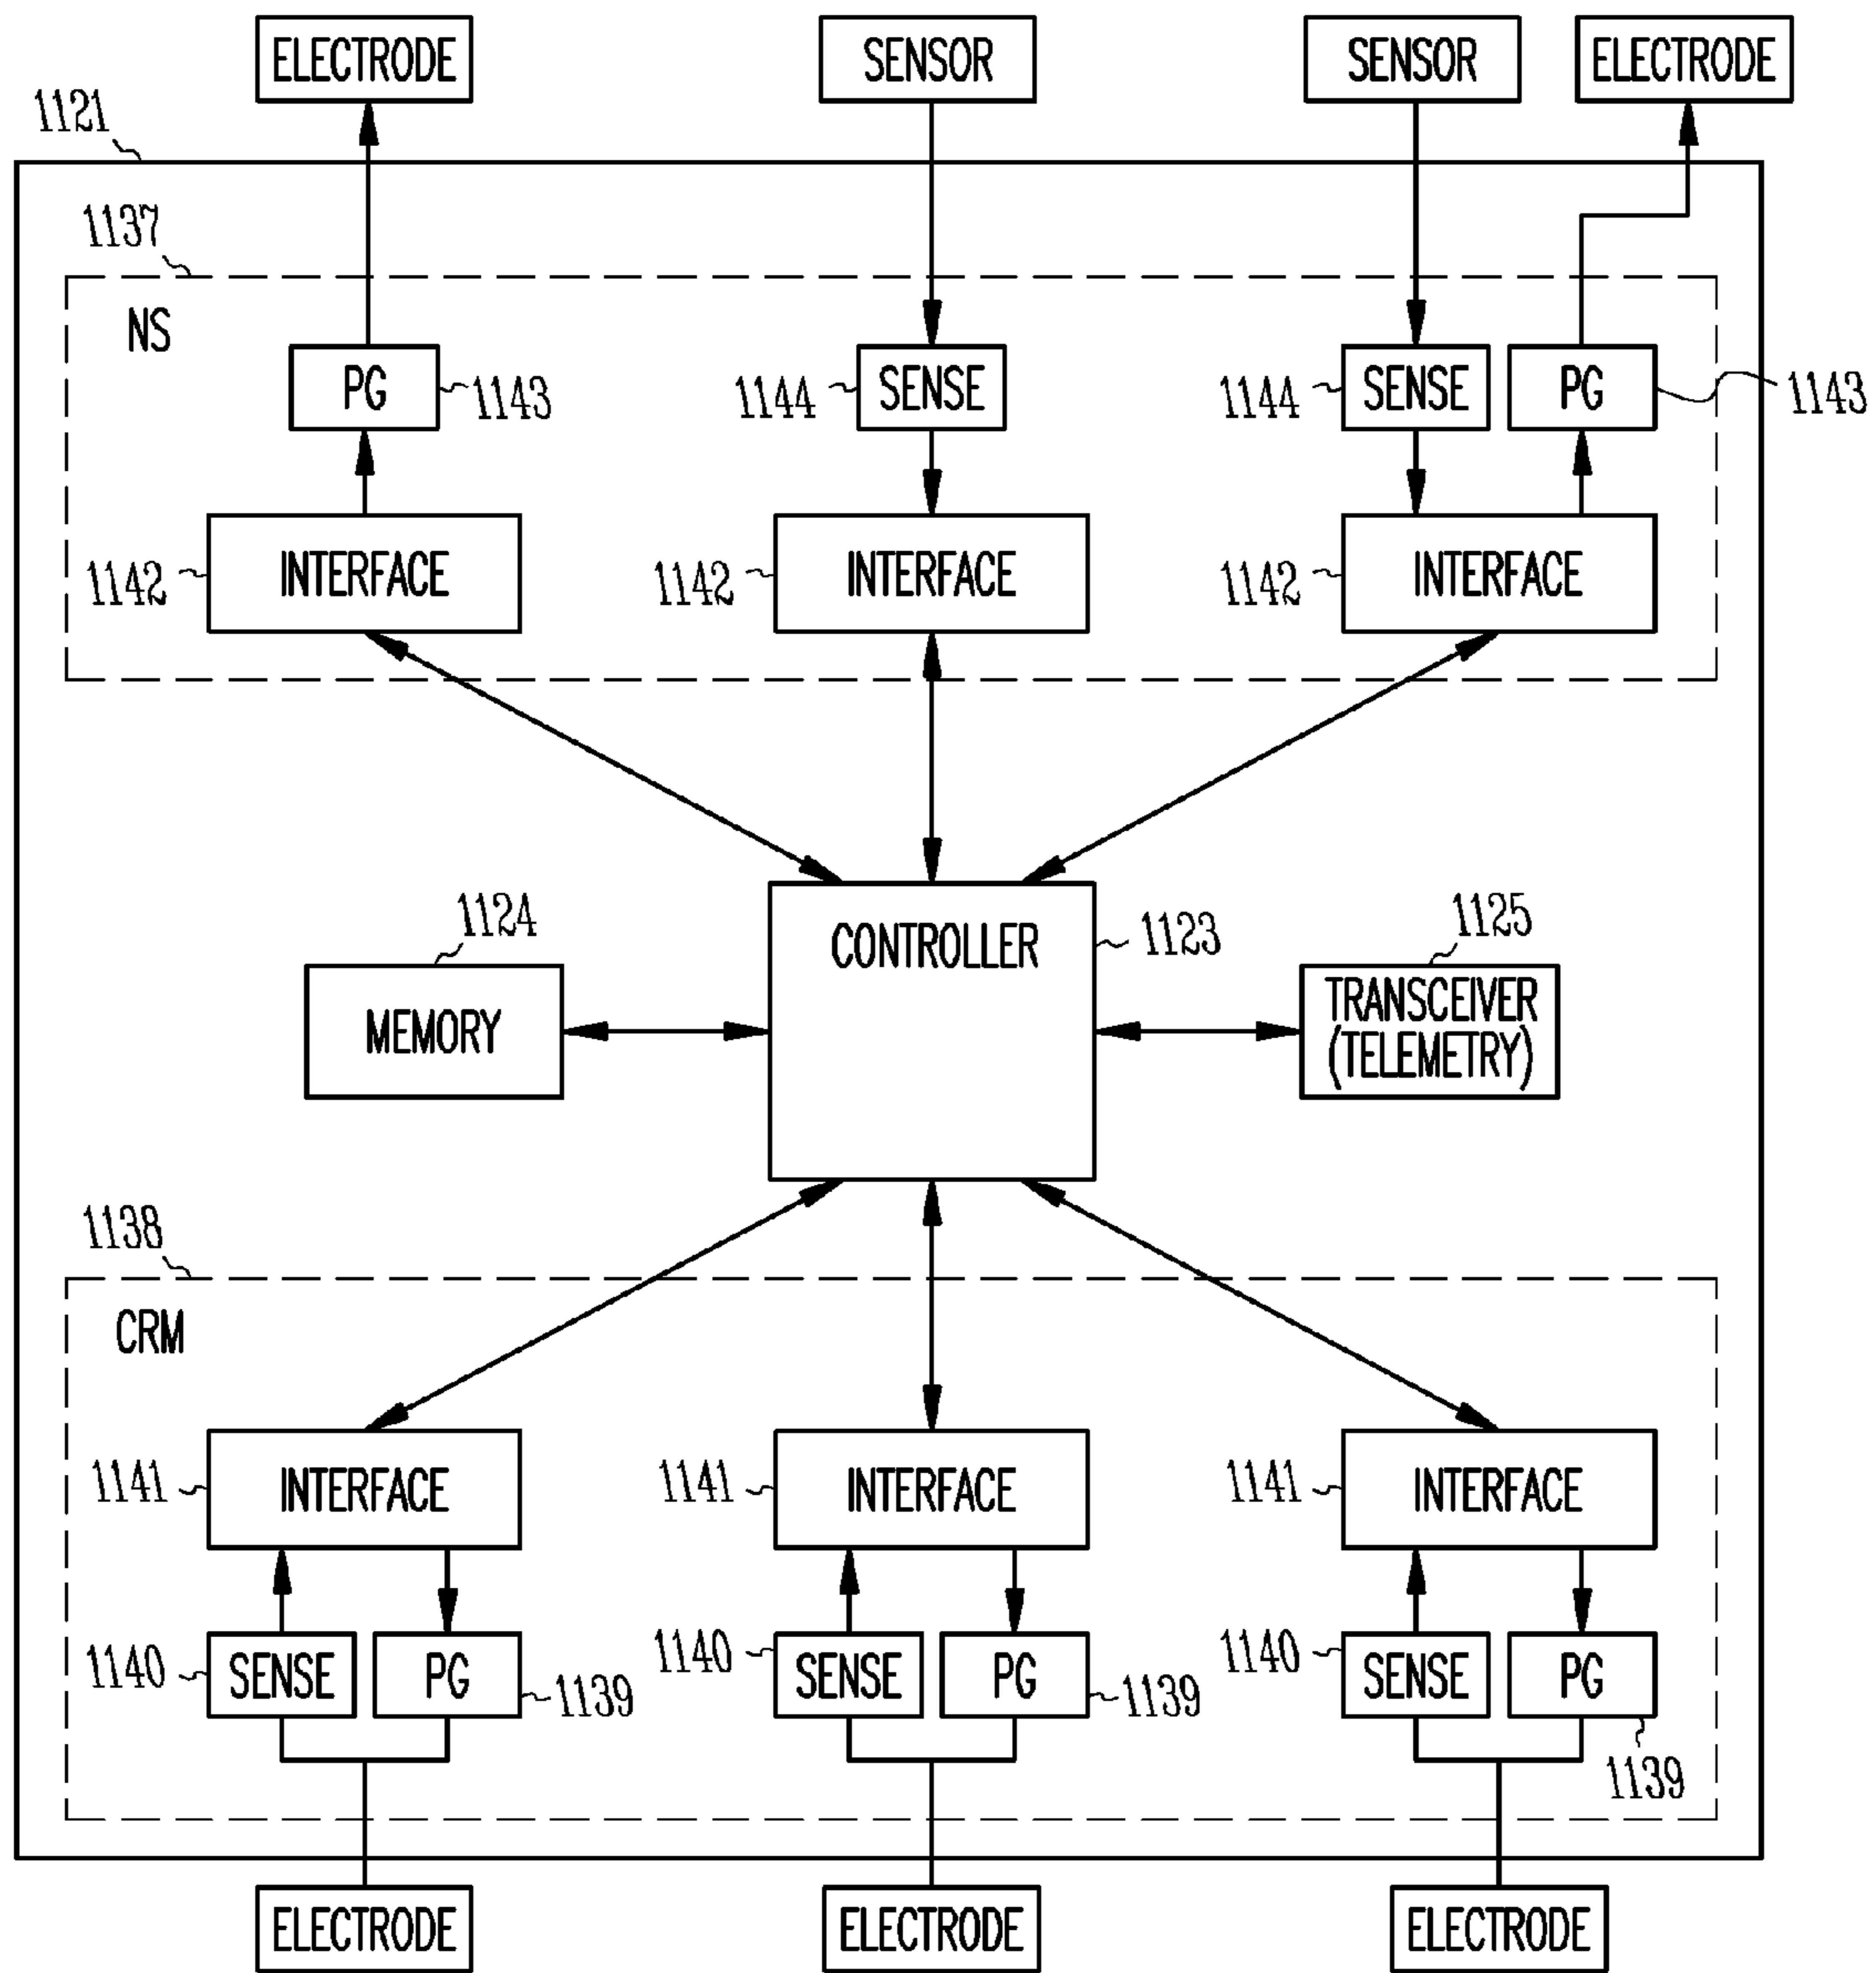 ELECTRODE
SENSOR
SENSOR
ELECTRODE
1121
1137
NS
PG
1143
1144
SENSE
1144
SENSE
PG
1143
1142
INTERFACE
1142
INTERFACE
1142
INTERFACE
1124
MEMORY
CONTROLLER
1123
1125
TRANSCEIVER
(TELEMETRY)
1138
CRM
1141
INTERFACE
1141
INTERFACE
1141
INTERFACE
1140
SENSE
PG
1139
1140
SENSE
PG
1139
1140
SENSE
PG
1139
ELECTRODE
ELECTRODE
ELECTRODE